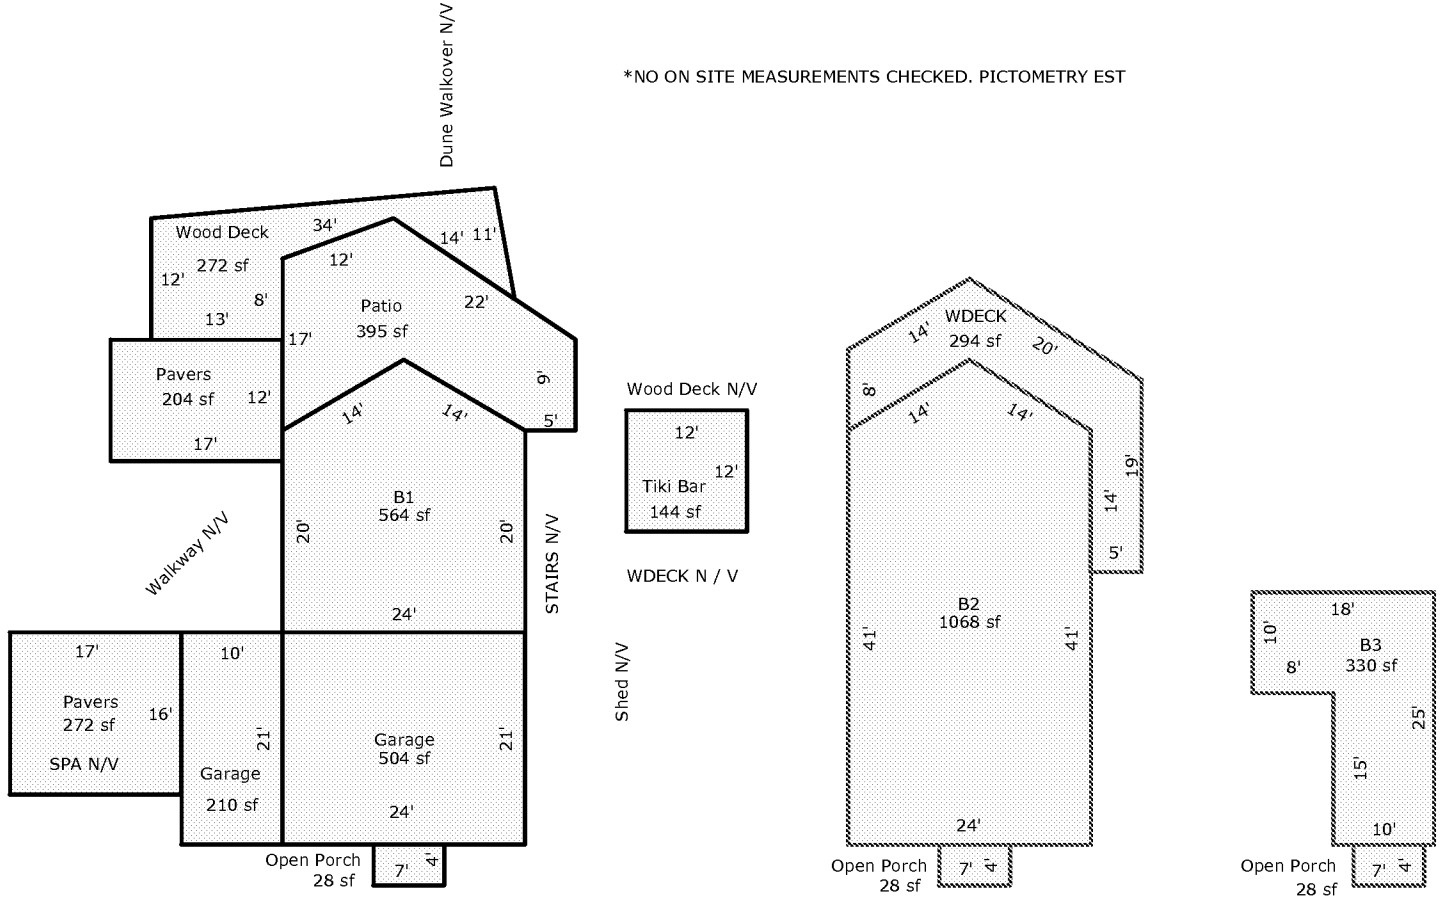 Dune Walkover N/V
*NO ON SITE MEASUREMENTS CHECKED. PICTOMETRY EST
Wood Deck
272 sf
34'
14'
11'
12'
8'
13'
12'
22'
Patio
395 sf
17'
9'
5'
14'
14'
Pavers
204 sf
12'
17'
B1
564 sf
20'
20'
24'
Walkway N/V
STAIRS N/V
17'
Pavers
272 sf
16'
SPA N/V
10'
21'
Garage
210 sf
Garage
504 sf
21'
24'
Open Porch
28 sf
7'
4'
Wood Deck N/V
12'
12'
Tiki Bar
144 sf
WDECK N / V
Shed N/V
WDECK
294 sf
14'
20'
8'
14'
14'
19'
14'
5'
B2
1068 sf
41'
41'
24'
Open Porch
28 sf
7'
4'
18'
10'
B3
330 sf
8'
25'
15'
10'
Open Porch
28 sf
7'
4'